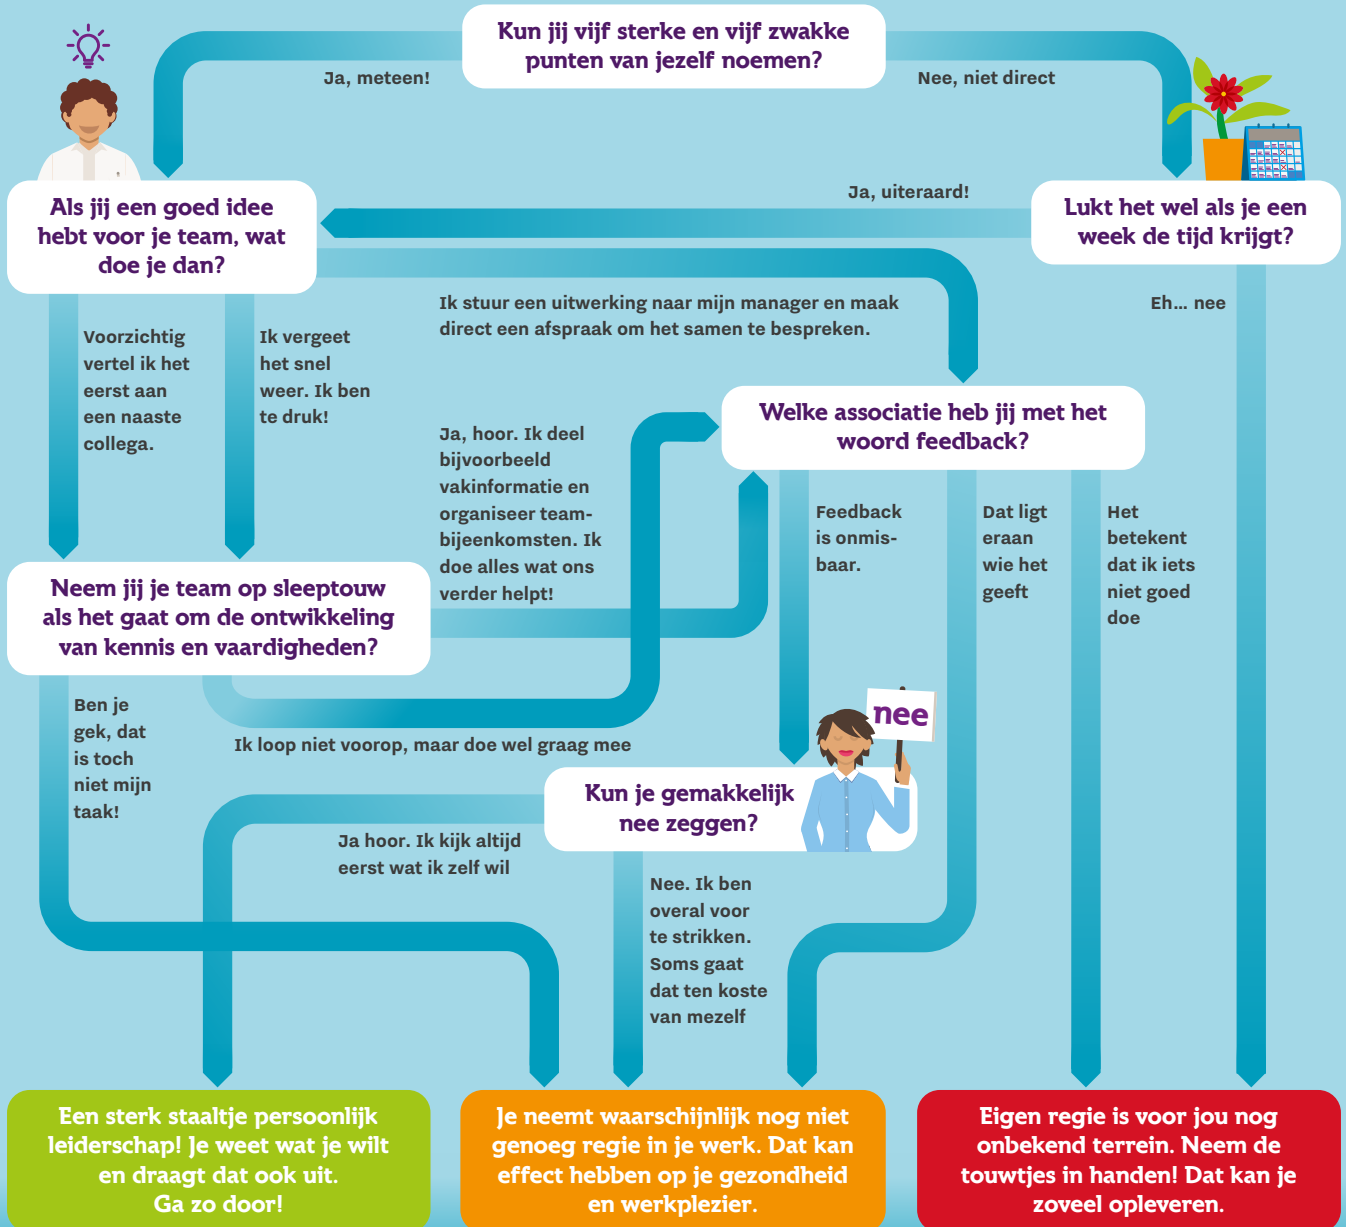 Kun jij vijf sterke en vijf zwakke
punten van jezelf noemen?
Ja, meteen!
Nee, niet direct
Als jij een goed idee
hebt voor je team, wat
doe je dan?
Ja, uiteraard!
Lukt het wel als je een
week de tijd krijgt?
Ik stuur een uitwerking naar mijn manager en maak
direct een afspraak om het samen te bespreken.
Eh... nee
Voorzichtig
vertel ik het
eerst aan
een naaste
collega.
Ik vergeet
het snel
weer. Ik ben
te druk!
Welke associatie heb jij met het
woord feedback?
Ja, hoor. Ik deel
bijvoorbeeld
vakinformatie en
organiseer team-
bijeenkomsten. Ik
doe alles wat ons
verder helpt!
Feedback
is onmis-
baar.
Dat ligt
eraan
wie het
geeft
Het
betekent
dat ik iets
niet goed
doe
Neem jij je team op sleeptouw
als het gaat om de ontwikkeling
van kennis en vaardigheden?
Ben je
gek, dat
is toch
niet mijn
taak!
Ik loop niet voorop, maar doe wel graag mee
nee
Kun je gemakkelijk
nee zeggen?
Ja hoor. Ik kijk altijd
eerst wat ik zelf wil
Nee. Ik ben
overal voor
te strikken.
Soms gaat
dat ten koste
van mezelf
Een sterk staaltje persoonlijk
leiderschap! Je weet wat je wilt
en draagt dat ook uit.
Ga zo door!
Je neemt waarschijnlijk nog niet
genoeg regie in je werk. Dat kan
effect hebben op je gezondheid
en werkplezier.
Eigen regie is voor jou nog
onbekend terrein. Neem de
touwtjes in handen! Dat kan je
zoveel opleveren.